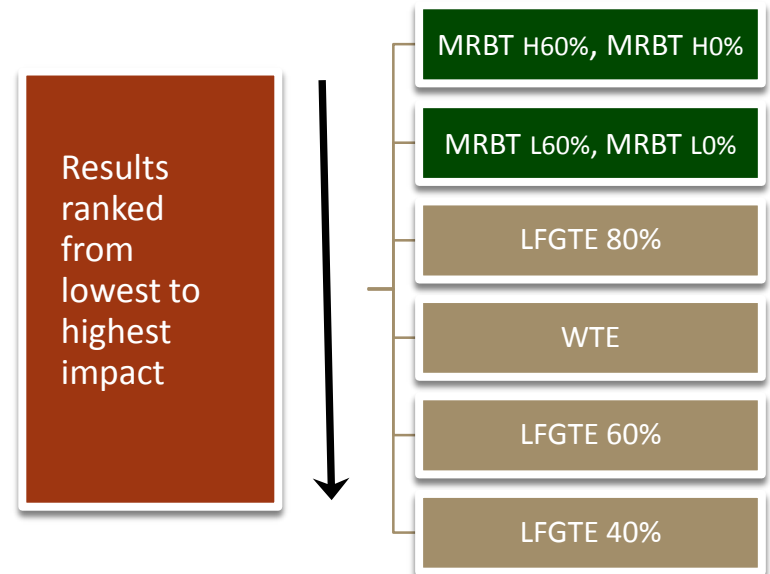 Results
ranked
from
lowest to
highest
impact
MRBT H60%, MRBT H0%
MRBT L60%, MRBT L0%
LFGTE 80%
WTE
LFGTE 60%
LFGTE 40%